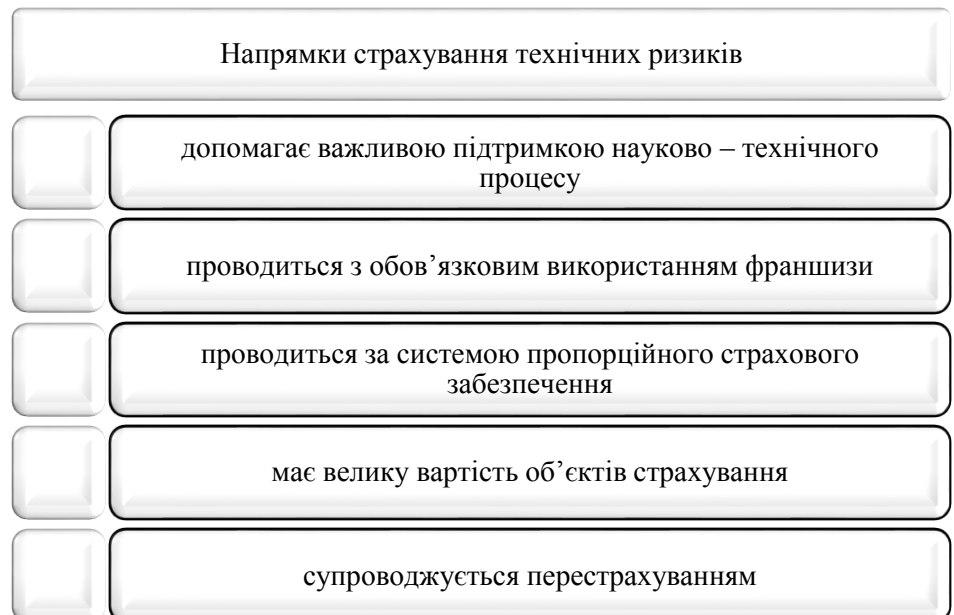 Напрямки страхування технічних ризиків
допомагає важливою підтримкою науково – технічного
процесу
проводиться з обов’язковим використанням франшизи
проводиться за системою пропорційного страхового
забезпечення
має велику вартість об’єктів страхування
супроводжується перестрахуванням